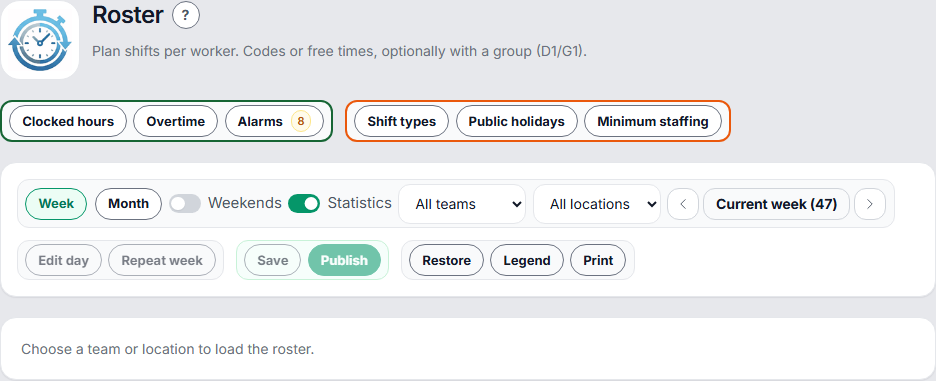 Roster ?
Plan shifts per worker. Codes or free times, optionally with a group (D1/G1).
Clocked hours Overtime Alarms 8 Shift types Public holidays Minimum staffing
Week Month Weekends Statistics All teams All locations Current week (47)
Edit day Repeat week Save Publish Restore Legend Print
Choose a team or location to load the roster.